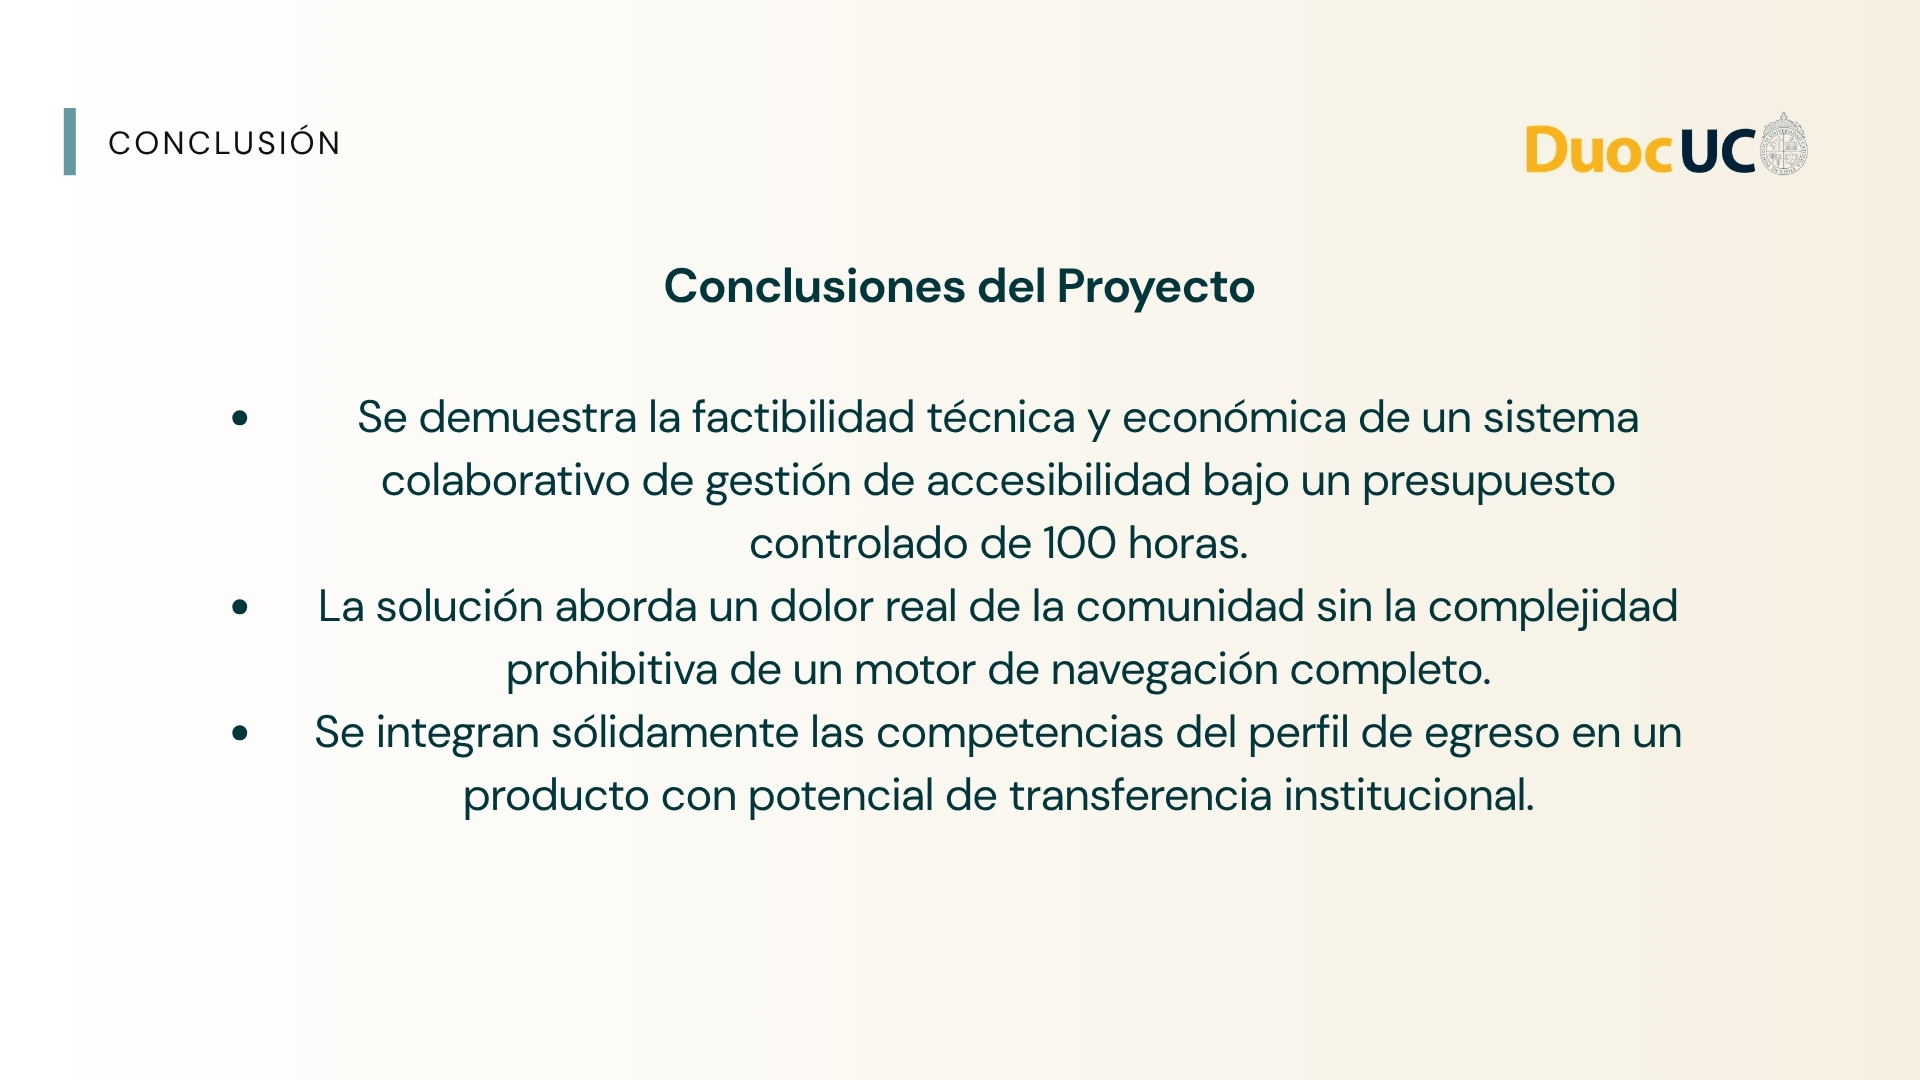 CONCLUSIÓN
Duoc UC
Conclusiones del Proyecto
• Se demuestra la factibilidad técnica y económica de un sistema
colaborativo de gestión de accesibilidad bajo un presupuesto
controlado de 100 horas.
• La solución aborda un dolor real de la comunidad sin la complejidad
prohibitiva de un motor de navegación completo.
• Se integran sólidamente las competencias del perfil de egreso en un
producto con potencial de transferencia institucional.